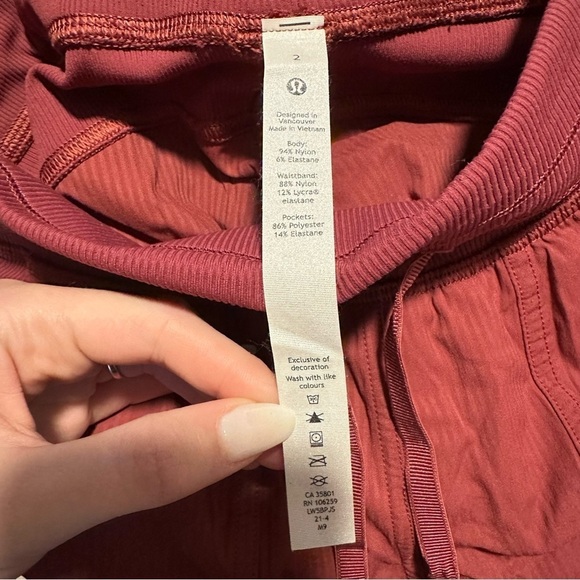 2
Designed in
Vancouver
Made in Vietnam
Body:
94% Nylon
6% Elastane
Waistband:
88% Nylon
12% Lycra®
elastane
Pockets:
86% Polyester
14% Elastane
Exclusive of
decoration
Wash with like
colours
CA 35801
RN 106259
LW5BPJS
21-4
M9